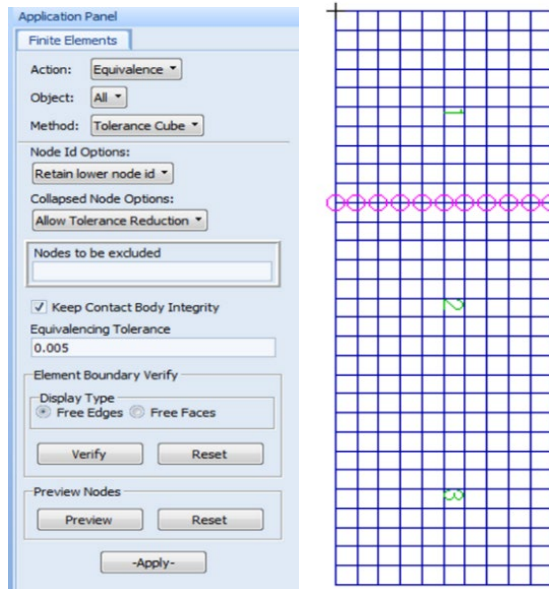 Application Panel
Finite Elements
Action: Equivalence
Object: All
Method: Tolerance Cube
Node Id Options:
Retain lower node id
Collapsed Node Options:
Allow Tolerance Reduction
Nodes to be excluded
Keep Contact Body Integrity
Equivalencing Tolerance
0.005
Element Boundary Verify
Display Type
Free Edges Free Faces
Verify Reset
Preview Nodes
Preview Reset
-Apply-
1
2
3